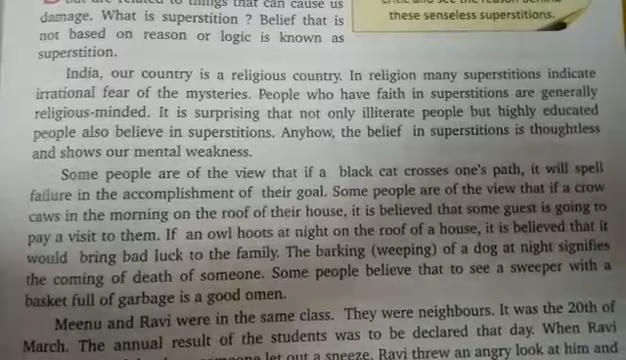 but are related to things that can cause us
damage. What is superstition ? Belief that is
not based on reason or logic is known as
superstition.
these senseless superstitions.
India, our country is a religious country. In religion many superstitions indicate
irrational fear of the mysteries. People who have faith in superstitions are generally
religious-minded. It is surprising that not only illiterate people but highly educated
people also believe in superstitions. Anyhow, the belief in superstitions is thoughtless
and shows our mental weakness.
Some people are of the view that if a black cat crosses one's path, it will spell
failure in the accomplishment of their goal. Some people are of the view that if a crow
caws in the morning on the roof of their house, it is believed that some guest is going to
pay a visit to them. If an owl hoots at night on the roof of a house, it is believed that it
would bring bad luck to the family. The barking (weeping) of a dog at night signifies
the coming of death of someone. Some people believe that to see a sweeper with a
basket full of garbage is a good omen.
Meenu and Ravi were in the same class. They were neighbours. It was the 20th of
March. The annual result of the students was to be declared that day. When Ravi
let out a sneeze. Ravi threw an angry look at him and